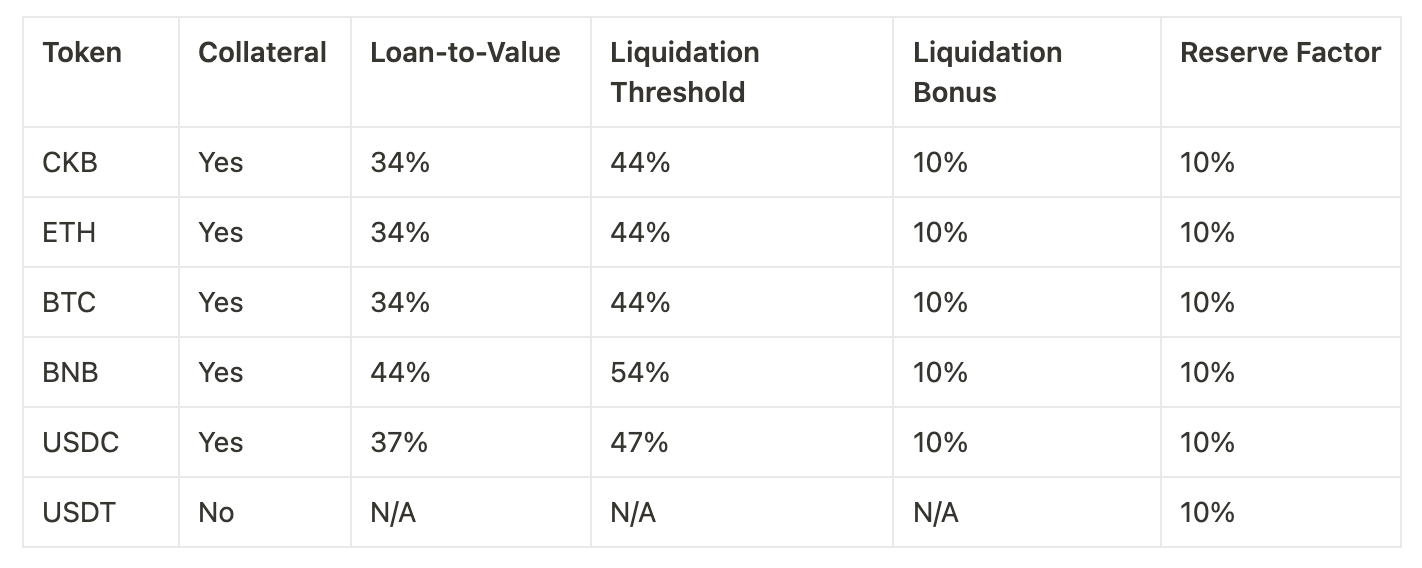 Token Collateral Loan-to-Value Liquidation Threshold Liquidation Bonus Reserve Factor
CKB Yes 34% 44% 10% 10%
ETH Yes 34% 44% 10% 10%
BTC Yes 34% 44% 10% 10%
BNB Yes 44% 54% 10% 10%
USDC Yes 37% 47% 10% 10%
USDT No N/A N/A N/A 10%